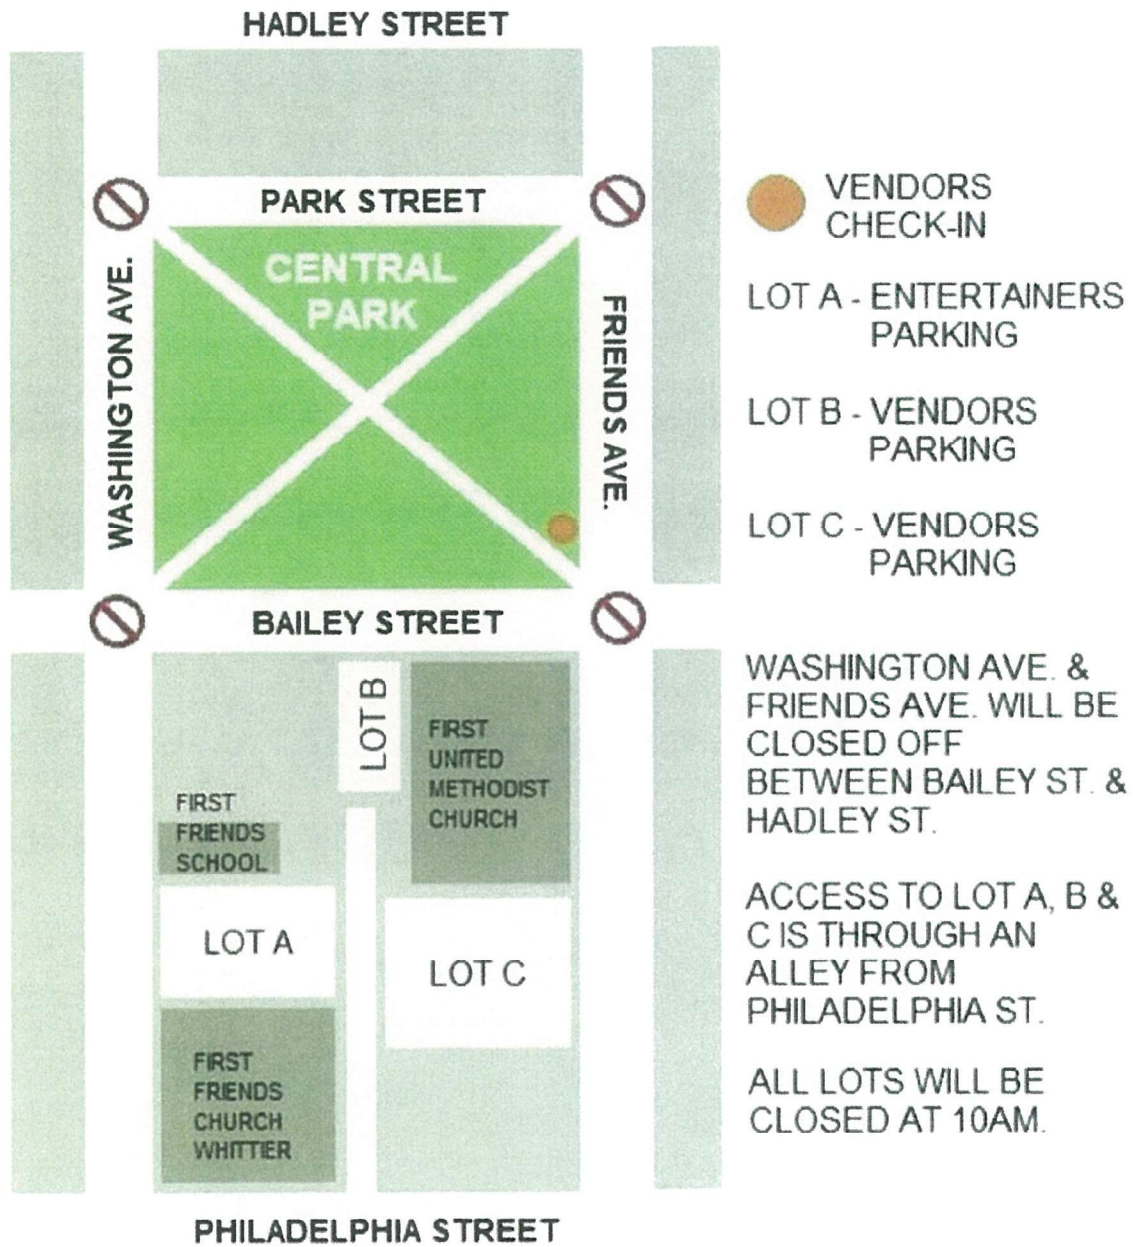 HADLEY STREET
PARK STREET
CENTRAL
PARK
WASHINGTON AVE.
FRIENDS AVE.
BAILEY STREET
LOT B
FIRST
UNITED
METHODIST
CHURCH
FIRST
FRIENDS
SCHOOL
LOT A
LOT C
FIRST
FRIENDS
CHURCH
WHITTIER
PHILADELPHIA STREET
VENDORS
CHECK-IN
LOT A - ENTERTAINERS
PARKING
LOT B - VENDORS
PARKING
LOT C - VENDORS
PARKING
WASHINGTON AVE. &
FRIENDS AVE. WILL BE
CLOSED OFF
BETWEEN BAILEY ST. &
HADLEY ST.
ACCESS TO LOT A, B &
C IS THROUGH AN
ALLEY FROM
PHILADELPHIA ST.
ALL LOTS WILL BE
CLOSED AT 10AM.